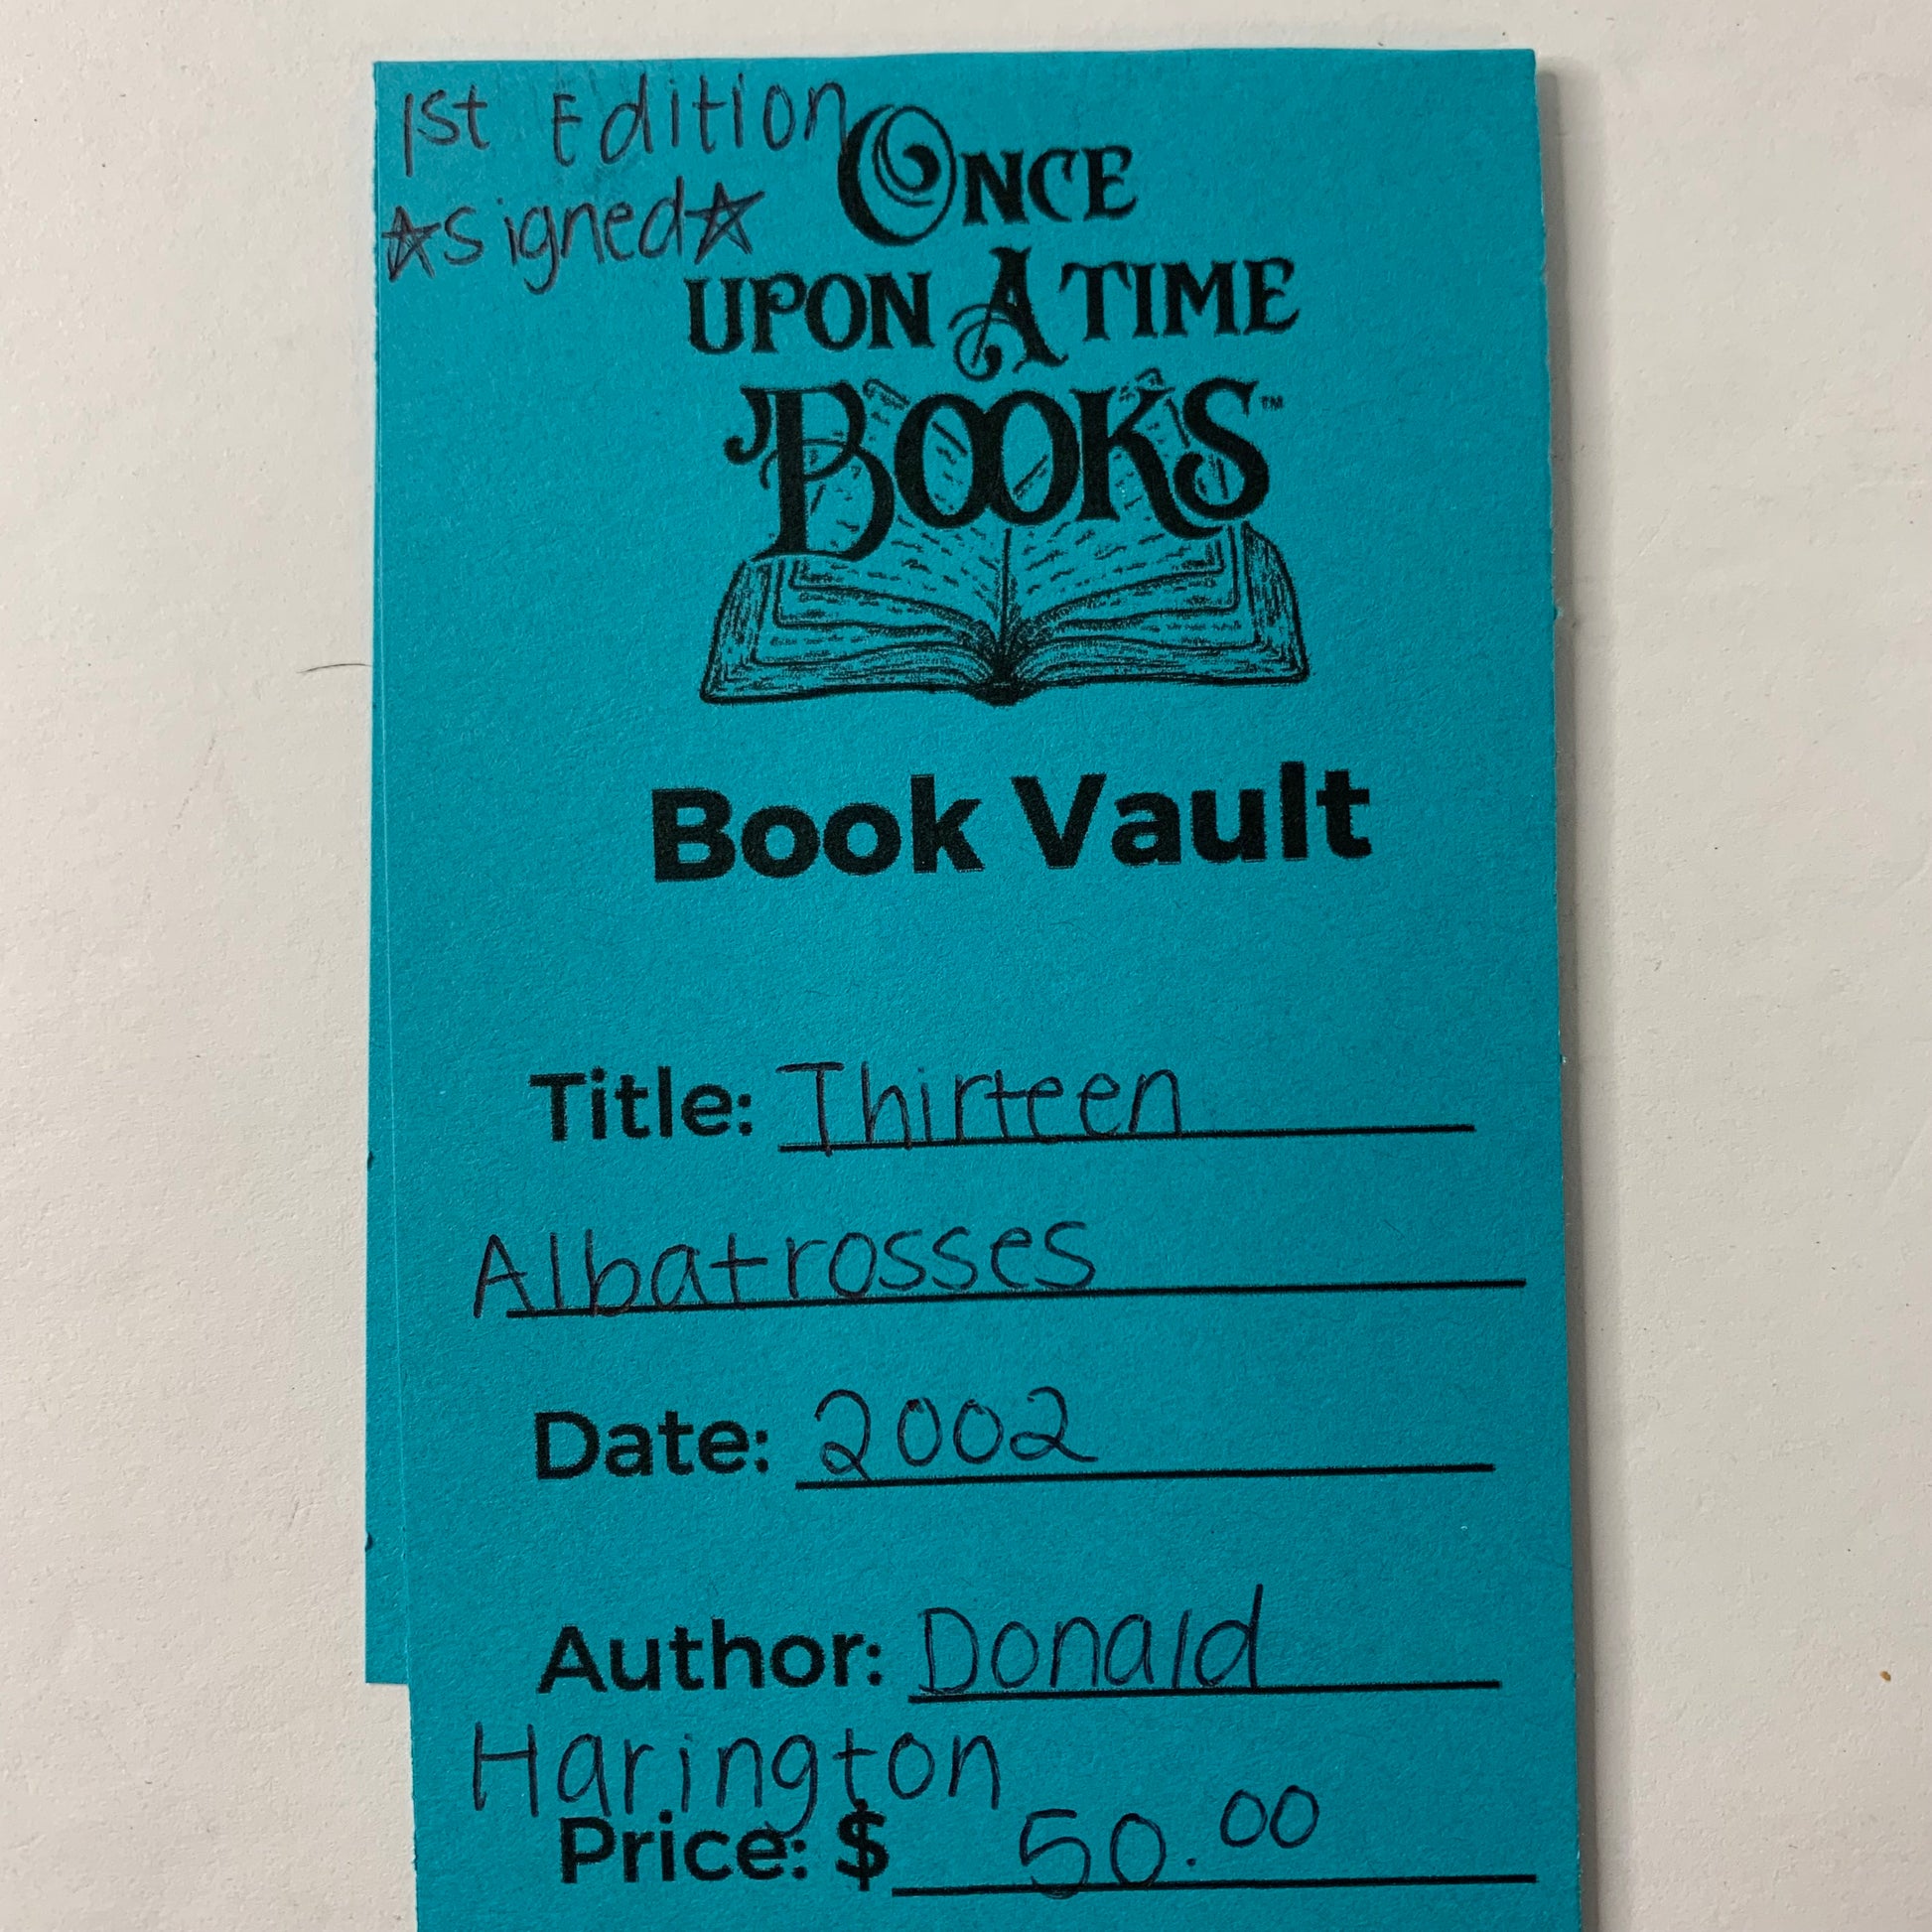 1st Edition
☆signed☆
ONCE
UPON A TIME
BOOKS™
Book Vault
Title: Thirteen
Albatrosses
Date: 2002
Author: Donald
Harington
Price: $ 50.00